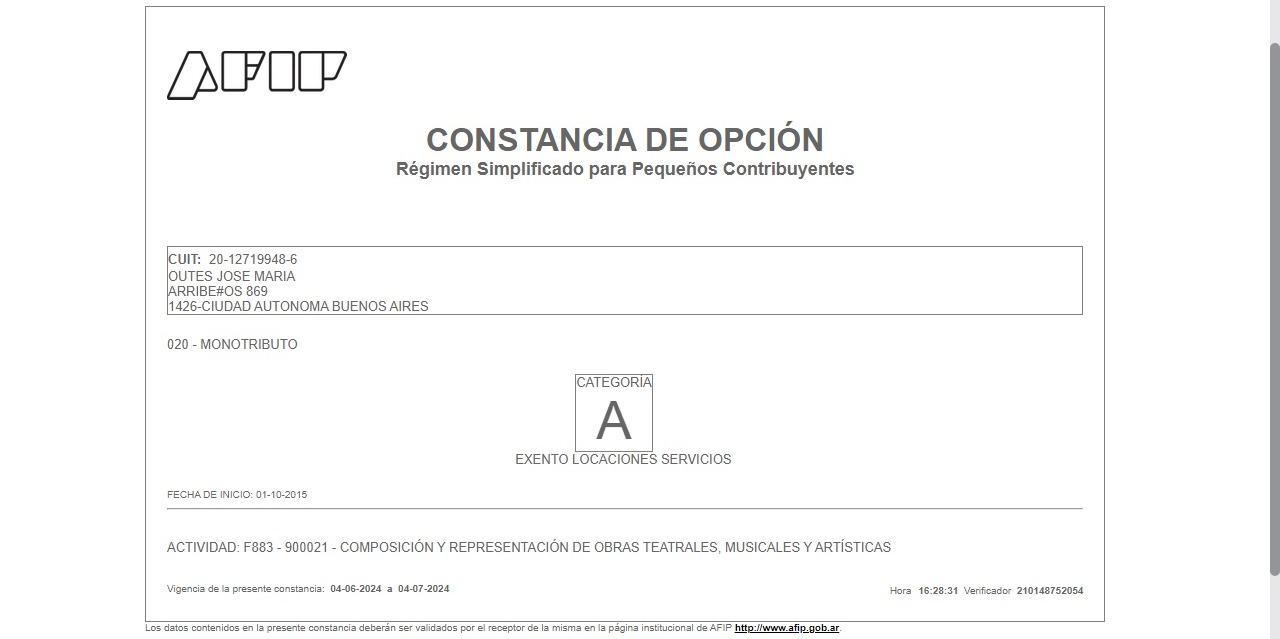 AFIP
CONSTANCIA DE OPCIÓN
Régimen Simplificado para Pequeños Contribuyentes
CUIT: 20-12719948-6
OUTES JOSE MARIA
ARRIBE#OS 869
1426-CIUDAD AUTONOMA BUENOS AIRES
020 - MONOTRIBUTO
CATEGORÍA
A
EXENTO LOCACIONES SERVICIOS
FECHA DE INICIO: 01-10-2015
ACTIVIDAD: F883 - 900021 - COMPOSICIÓN Y REPRESENTACIÓN DE OBRAS TEATRALES, MUSICALES Y ARTÍSTICAS
Vigencia de la presente constancia: 04-06-2024 a 04-07-2024
Hora 16:28:31 Verificador 210148752054
Los datos contenidos en la presente constancia deberán ser validados por el receptor de la misma en la página institucional de AFIP http://www.afip.gob.ar.